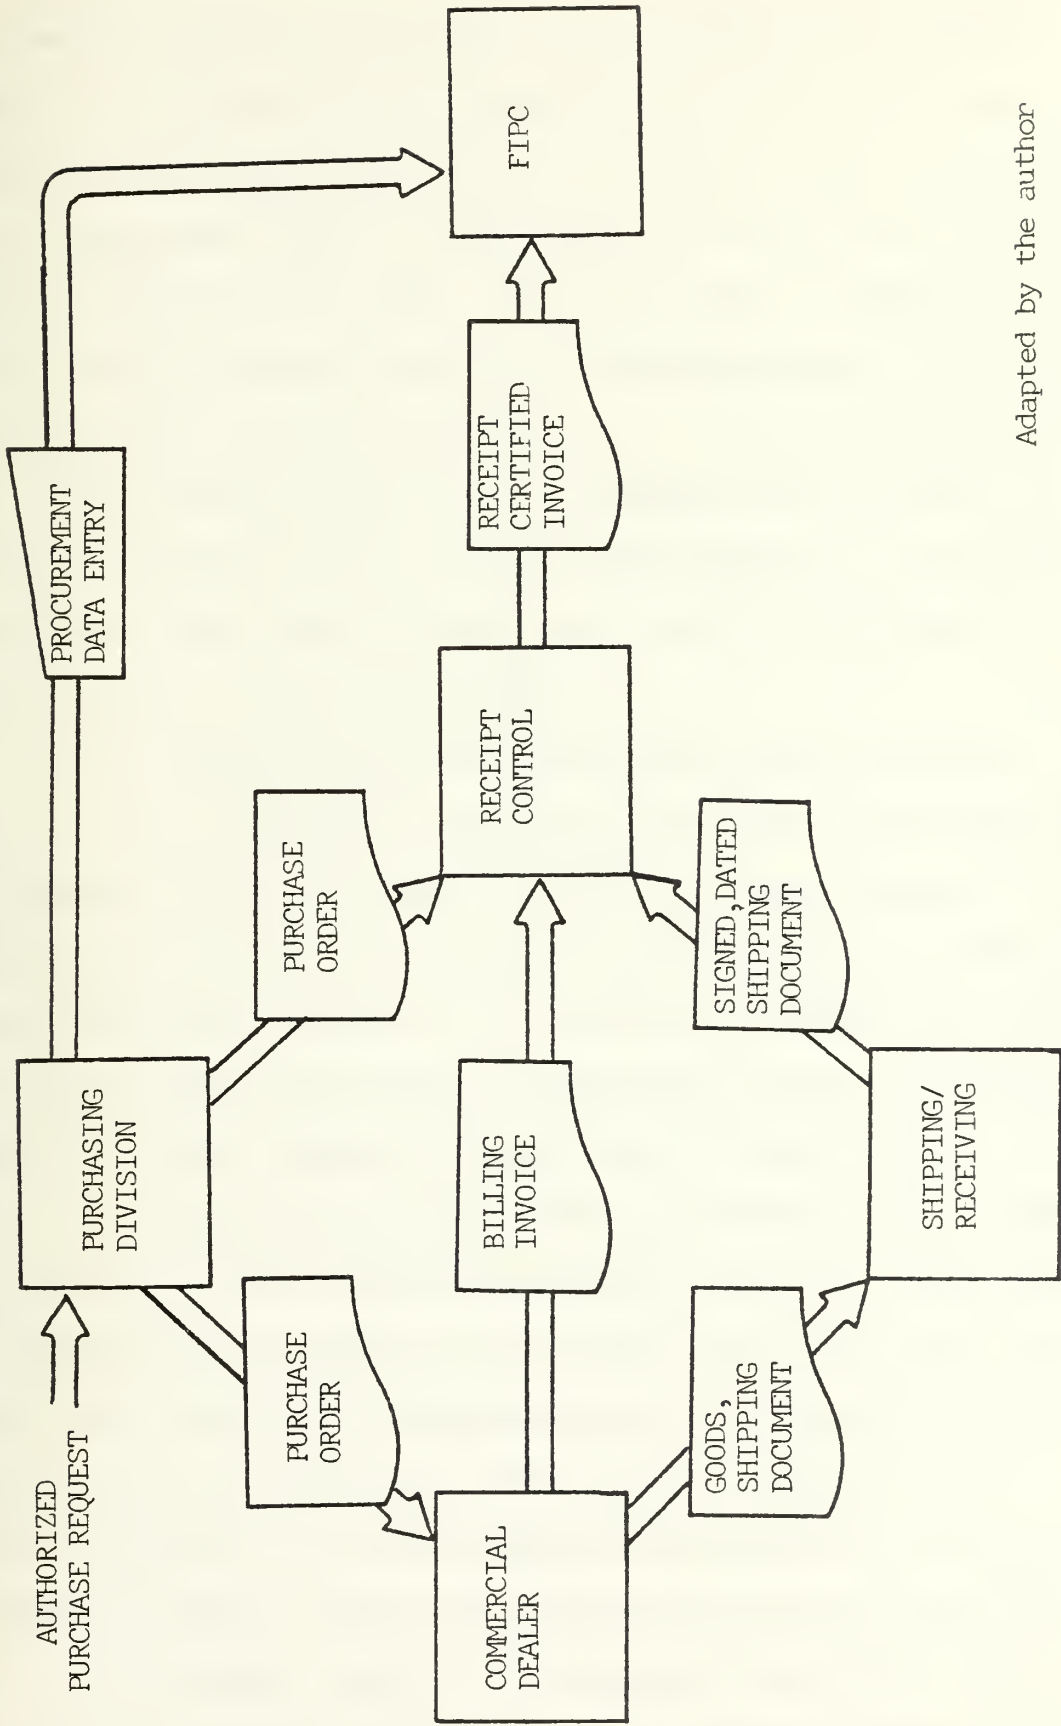 AUTHORIZED
PURCHASE REQUEST
PURCHASING
DIVISION
PROCUREMENT
DATA ENTRY
PURCHASE
ORDER
PURCHASE
ORDER
COMMERCIAL
DEALER
BILLING
INVOICE
RECEIPT
CONTROL
RECEIPT
CERTIFIED
INVOICE
FIPC
GOODS,
SHIPPING
DOCUMENT
SIGNED,DATED
SHIPPING
DOCUMENT
SHIPPING/
RECEIVING
Adapted by the author